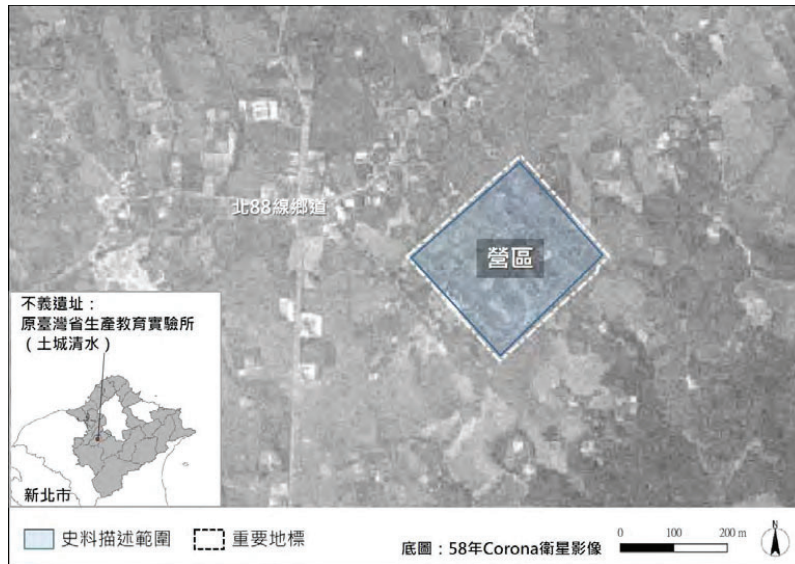 北88線鄉道
營區
不義遺址：
原臺灣省生產教育實驗所
（土城清水）
新北市
史料描述範圍
重要地標
底圖：58年Corona衛星影像
0 100 200 m
N